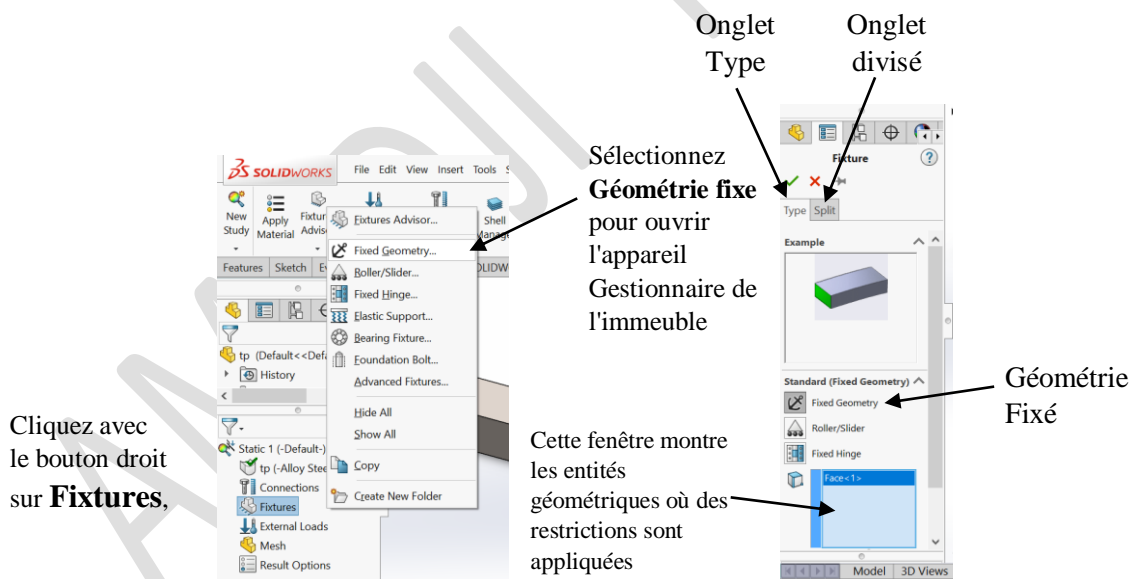 Onglet
Type
Onglet
divisé
Sélectionnez
Géométrie fixe
pour ouvrir
l'appareil
Gestionnaire de
l'immeuble
Cliquez avec
le bouton droit
sur Fixtures,
Cette fenêtre montre
les entités
géométriques où des
restrictions sont
appliquées
Géométrie
Fixé
SOLIDWORKS
File Edit View Insert Tools
New
Study
Apply
Material
Shell
Features Sketch
Fixtures Advisor...
Fixed Geometry...
Roller/Slider...
Fixed Hinge...
Elastic Support...
Bearing Fixture...
Foundation Bolt...
Advanced Fixtures...
Hide All
Show All
Copy
Create New Folder
tp (Default<<Defa
History
Static 1 (-Default-)
tp (-Alloy Stee
Connections
Fixtures
External Loads
Mesh
Result Options
Fixture
Type Split
Example
Standard (Fixed Geometry)
Fixed Geometry
Roller/Slider
Fixed Hinge
Face<1>
Model 3D Views